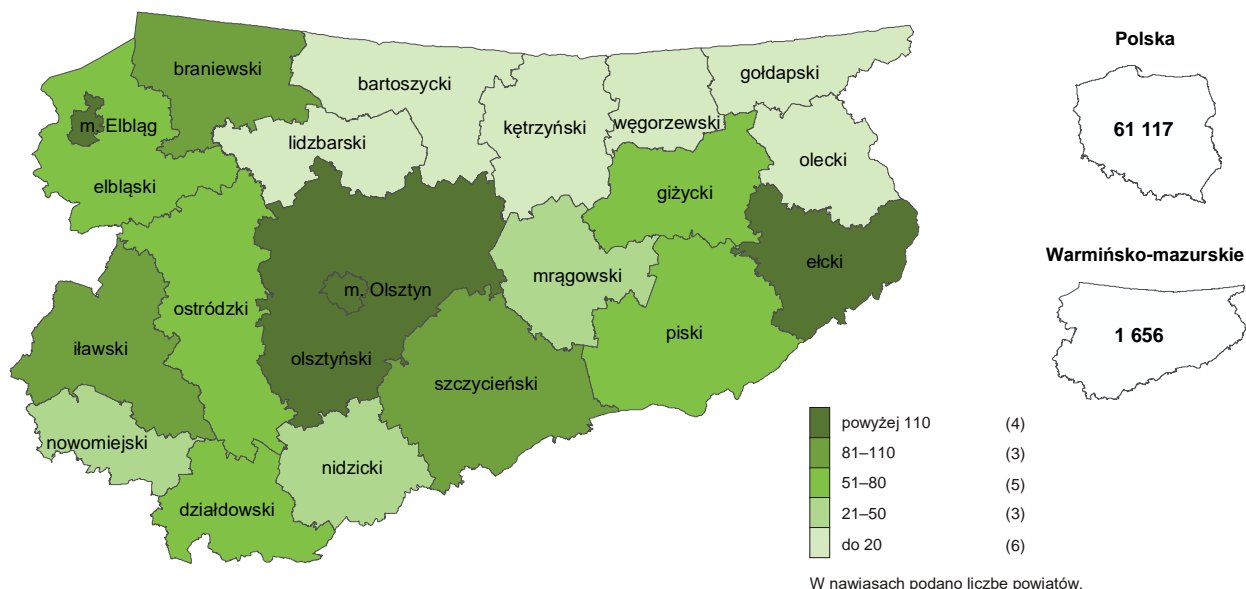 Polska
61 117
Warmińsko-mazurskie
1 656
braniewski
bartoszycki
gołdapski
m. Elbląg
kętrzyński
węgorzewski
lidzbarski
olecki
elbląski
giżycki
ełcki
mrągowski
m. Olsztyn
ostródzki
piski
iławski
olsztyński
szczycieński
nowomiejski
nidzicki
działdowski
powyżej 110 (4)
81–110 (3)
51–80 (5)
21–50 (3)
do 20 (6)
W nawiasach podano liczbę powiatów.